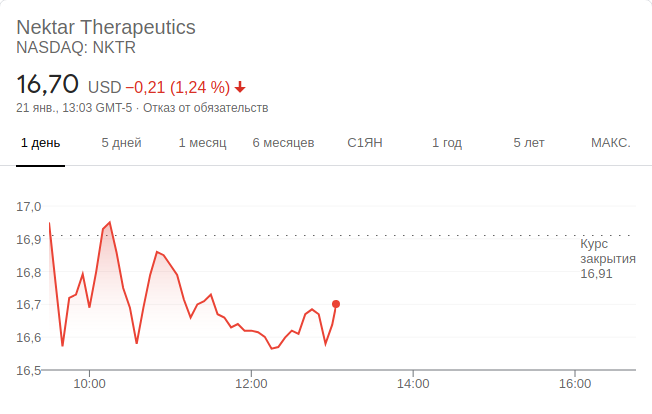 Nektar Therapeutics
NASDAQ: NKTR
16,70 USD −0,21 (1,24 %)
21 янв., 13:03 GMT-5 · Отказ от обязательств
1 день 5 дней 1 месяц 6 месяцев С1ЯН 1 год 5 лет МАКС.
17,0
16,9
Курс
закрытия
16,91
16,8
16,7
16,6
16,5
10:00 12:00 14:00 16:00